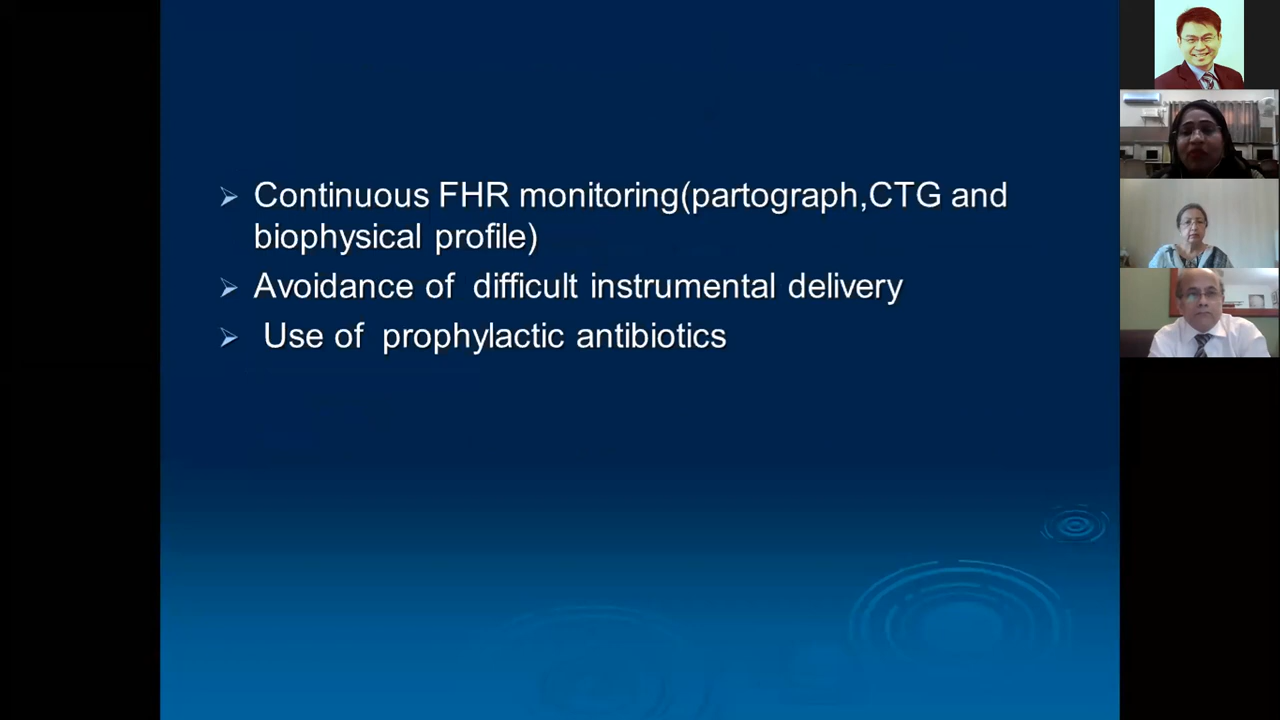 Continuous FHR monitoring(partograph,CTG and
biophysical profile)
Avoidance of  difficult instrumental delivery
Use of  prophylactic antibiotics